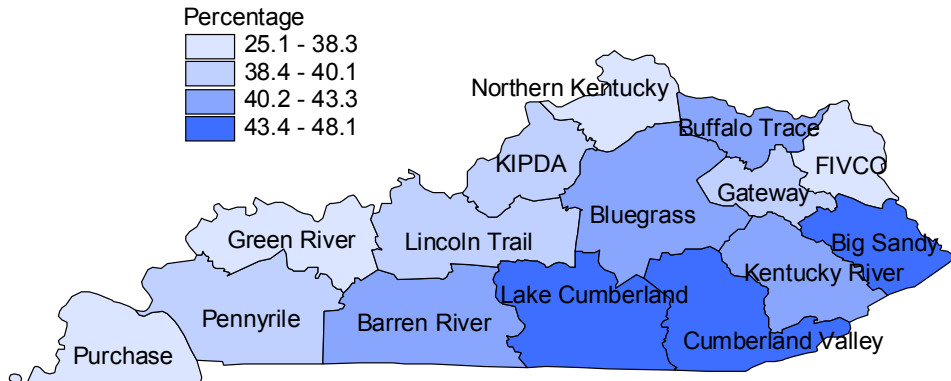 Percentage
25.1 - 38.3
38.4 - 40.1
40.2 - 43.3
43.4 - 48.1
Northern Kentucky
Buffalo Trace
KIPDA
FIVCO
Gateway
Bluegrass
Green River
Lincoln Trail
Big Sandy
Kentucky River
Lake Cumberland
Pennyrile
Barren River
Cumberland Valley
Purchase